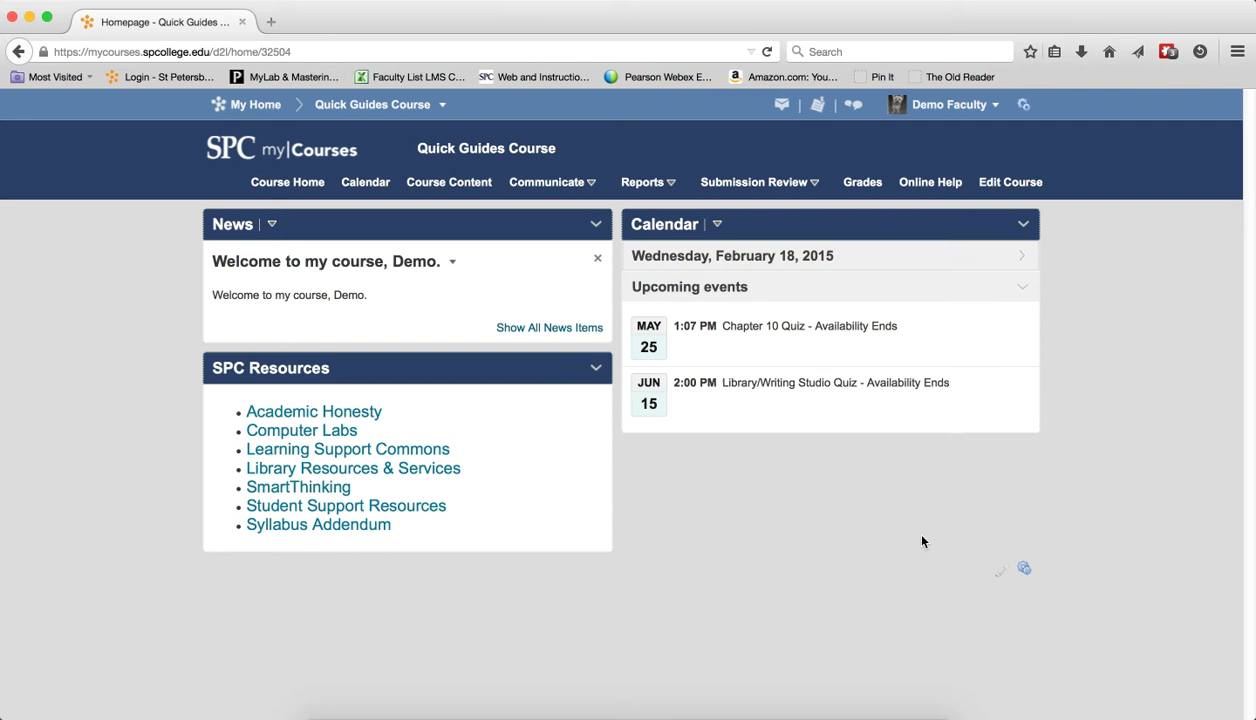 Homepage - Quick Guides ...
https://mycourses.spcollege.edu/d2l/home/32504
Search
Most Visited
Login - St Petersb...
MyLab & Mastering...
Faculty List LMS C...
SPC Web and Instructio...
Pearson Webex E...
Amazon.com: You...
Pin It
The Old Reader
My Home
Quick Guides Course
Demo Faculty
SPC my|Courses
Quick Guides Course
Course Home
Calendar
Course Content
Communicate
Reports
Submission Review
Grades
Online Help
Edit Course
News
Welcome to my course, Demo.
Welcome to my course, Demo.
Show All News Items
SPC Resources
Academic Honesty
Computer Labs
Learning Support Commons
Library Resources & Services
SmartThinking
Student Support Resources
Syllabus Addendum
Calendar
Wednesday, February 18, 2015
Upcoming events
MAY
25
1:07 PM Chapter 10 Quiz - Availability Ends
JUN
15
2:00 PM Library/Writing Studio Quiz - Availability Ends